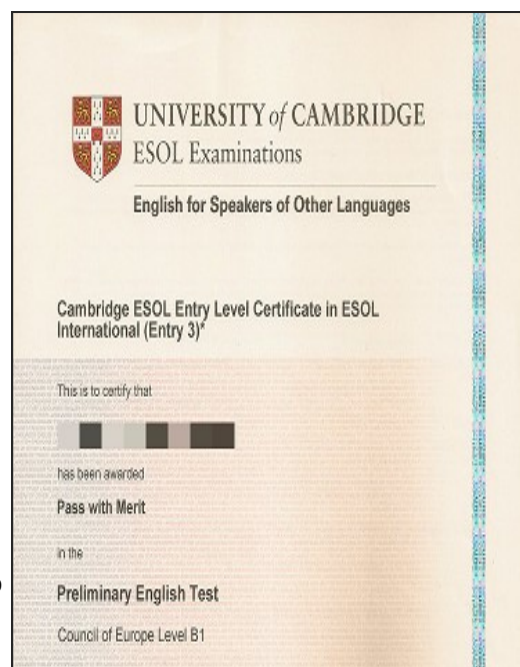 UNIVERSITY of CAMBRIDGE
ESOL Examinations
English for Speakers of Other Languages
Cambridge ESOL Entry Level Certificate in ESOL
International (Entry 3)*
This is to certify that
has been awarded
Pass with Merit
in the
Preliminary English Test
Council of Europe Level B1